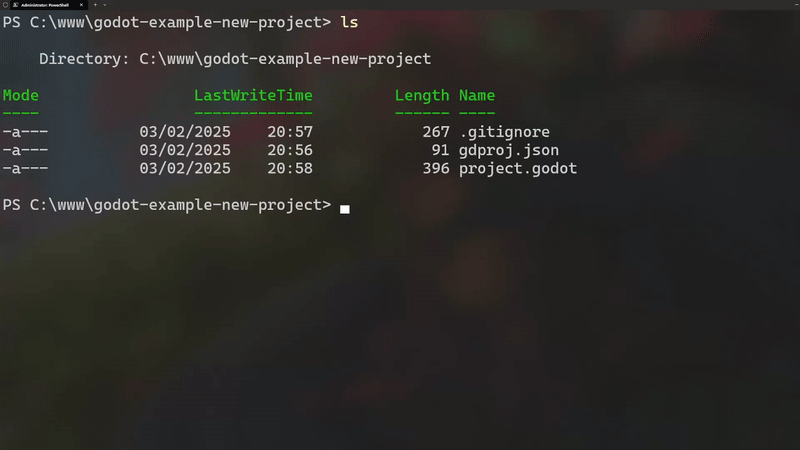 Administrator: PowerShell
PS C:\www\godot-example-new-project> ls
Directory: C:\www\godot-example-new-project
Mode LastWriteTime Length Name
---- ------------- ------ ----
-a--- 03/02/2025 20:57 267 .gitignore
-a--- 03/02/2025 20:56 91 gdproj.json
-a--- 03/02/2025 20:58 396 project.godot
PS C:\www\godot-example-new-project>